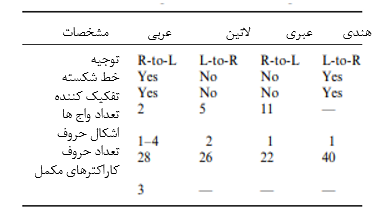 مشخصات عربی لاتین عبری هندی
توجیه R-to-L L-to-R R-to-L L-to-R
خط شکسته Yes No No Yes
تفکیک کننده Yes No No Yes
تعداد واج ها 2 5 11 —
اشکال حروف 1–4 2 1 1
تعداد حروف 28 26 22 40
کاراکترهای مکمل 3 — — —